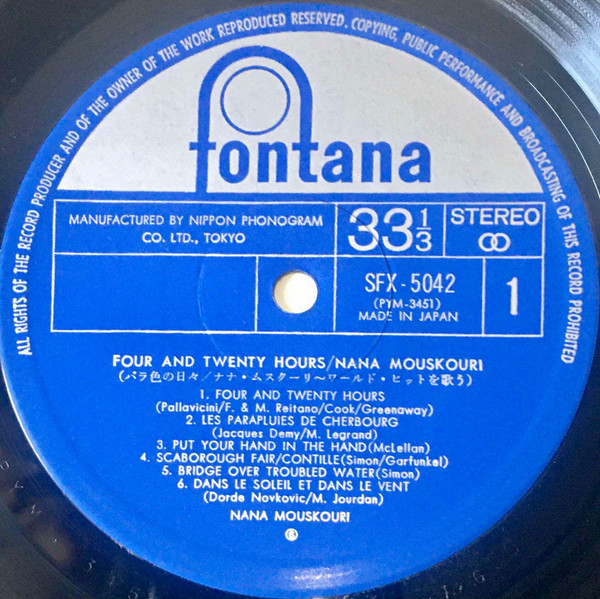 ALL RIGHTS OF THE RECORD PRODUCER AND OF THE OWNER OF THE WORK REPRODUCED RESERVED. COPYING, PUBLIC PERFORMANCE AND BROADCASTING OF THIS RECORD PROHIBITED
fontana
MANUFACTURED BY NIPPON PHONOGRAM
CO. LTD., TOKYO
33 1/3
STEREO
SFX-5042
(PYM-3451)
MADE IN JAPAN
1
FOUR AND TWENTY HOURS/NANA MOUSKOURI
(バラ色の日々/ナナ・ムスクーリ〜ワールド・ヒットを歌う)
1. FOUR AND TWENTY HOURS
(Pallavicini/F. & M. Reitano/Cook/Greenaway)
2. LES PARAPLUIES DE CHERBOURG
(Jacques Demy/M. Legrand)
3. PUT YOUR HAND IN THE HAND(McLellan)
4. SCABOROUGH FAIR/CONTILLE(Simon/Garfunkel)
5. BRIDGE OVER TROUBLED WATER(Simon)
6. DANS LE SOLEIL ET DANS LE VENT
(Dorde Novkovic/M. Jourdan)
NANA MOUSKOURI